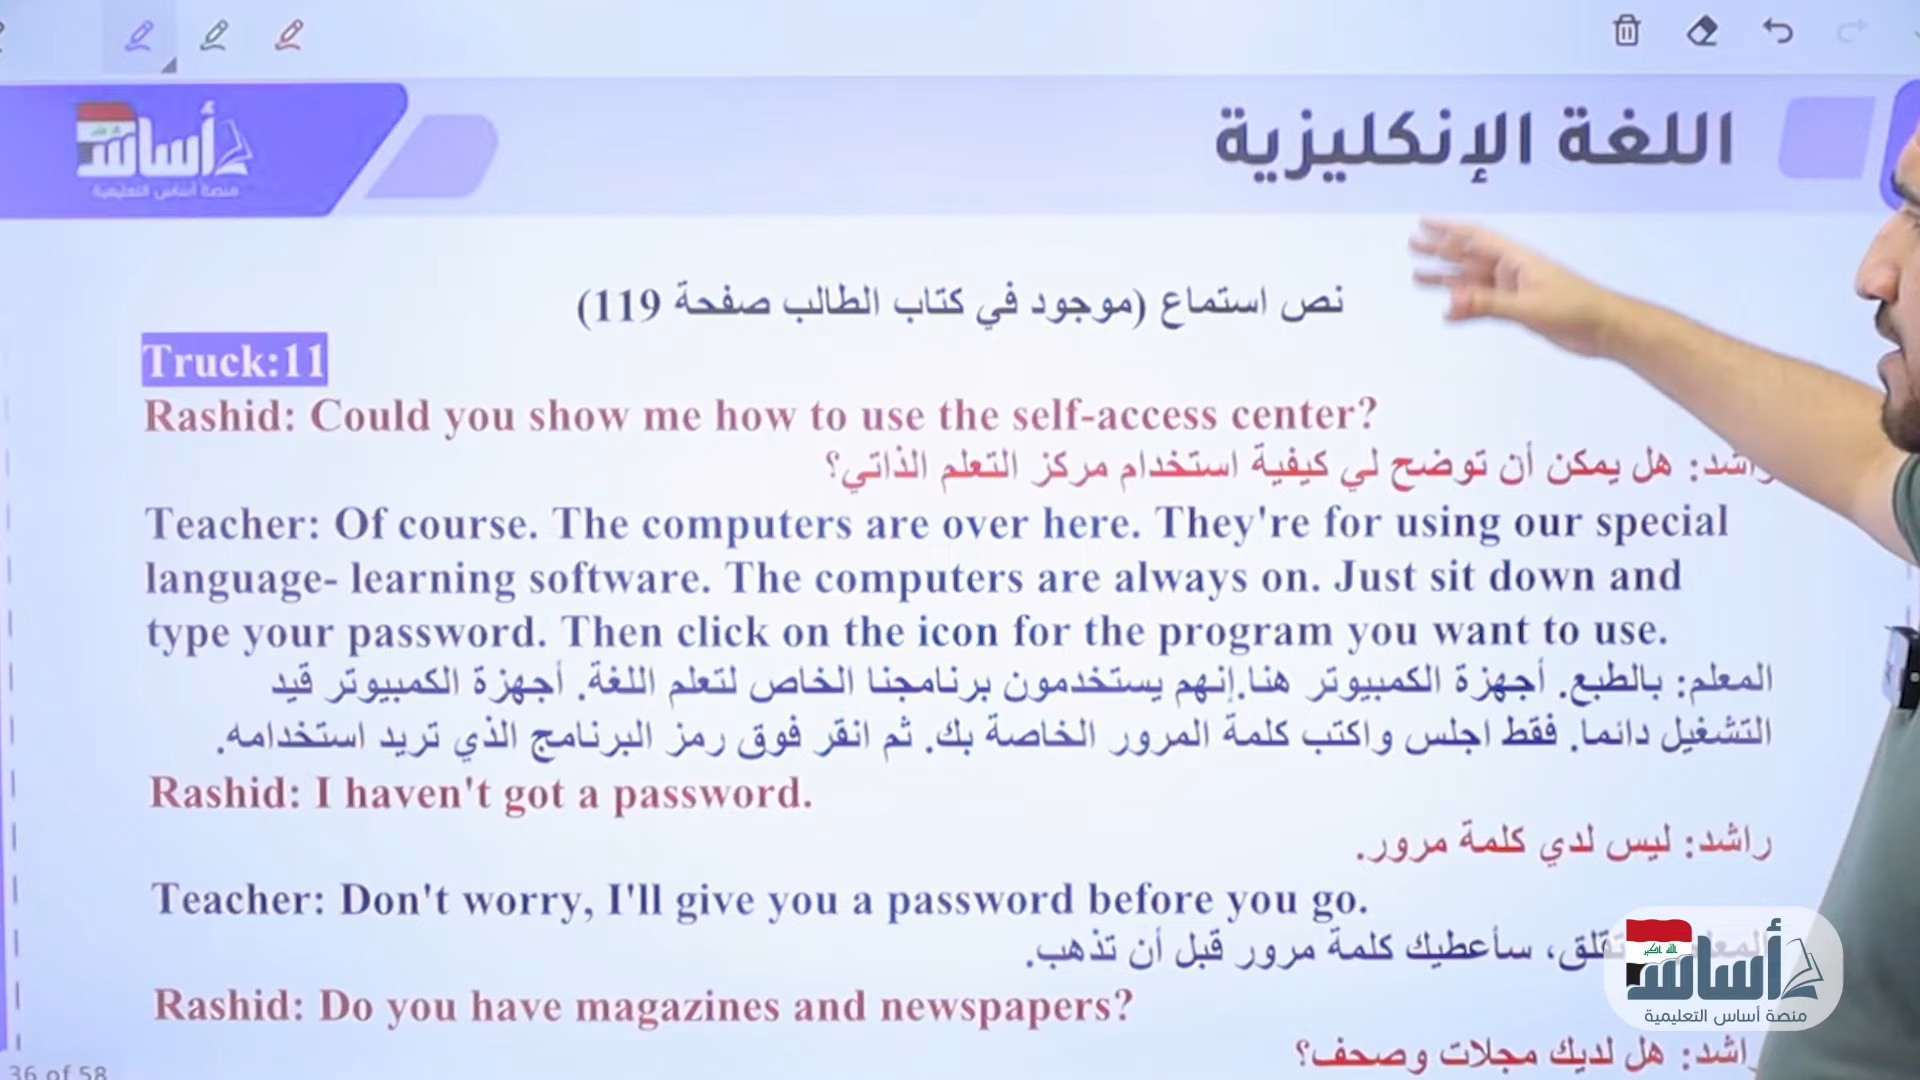 أساس
منصة أساس التعليمية
اللغة الإنكليزية
نص استماع (موجود في كتاب الطالب صفحة 119)
Truck:11
Rashid: Could you show me how to use the self-access center?
راشد: هل يمكن أن توضح لي كيفية استخدام مركز التعلم الذاتي؟
Teacher: Of course. The computers are over here. They're for using our special
language- learning software. The computers are always on. Just sit down and
type your password. Then click on the icon for the program you want to use.
المعلم: بالطبع. أجهزة الكمبيوتر هنا.إنهم يستخدمون برنامجنا الخاص لتعلم اللغة. أجهزة الكمبيوتر قيد
التشغيل دائما. فقط اجلس واكتب كلمة المرور الخاصة بك. ثم انقر فوق رمز البرنامج الذي تريد استخدامه.
Rashid: I haven't got a password.
راشد: ليس لدي كلمة مرور.
Teacher: Don't worry, I'll give you a password before you go.
تقلق، سأعطيك كلمة مرور قبل أن تذهب.
Rashid: Do you have magazines and newspapers?
راشد: هل لديك مجلات وصحف؟
36 of 58
أساس
منصة أساس التعليمية